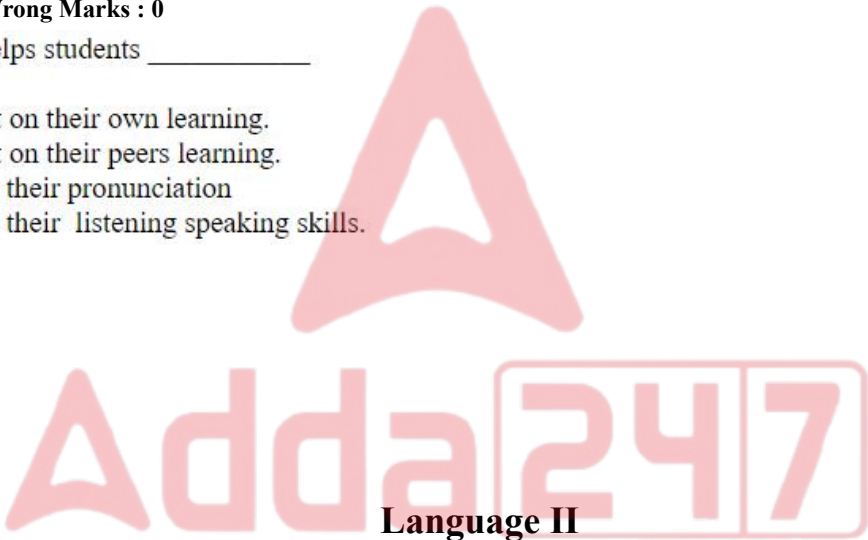 Wrong Marks : 0
elps students ___________
on their own learning.
on their peers learning.
their pronunciation
their listening speaking skills.
Adda247
Language II